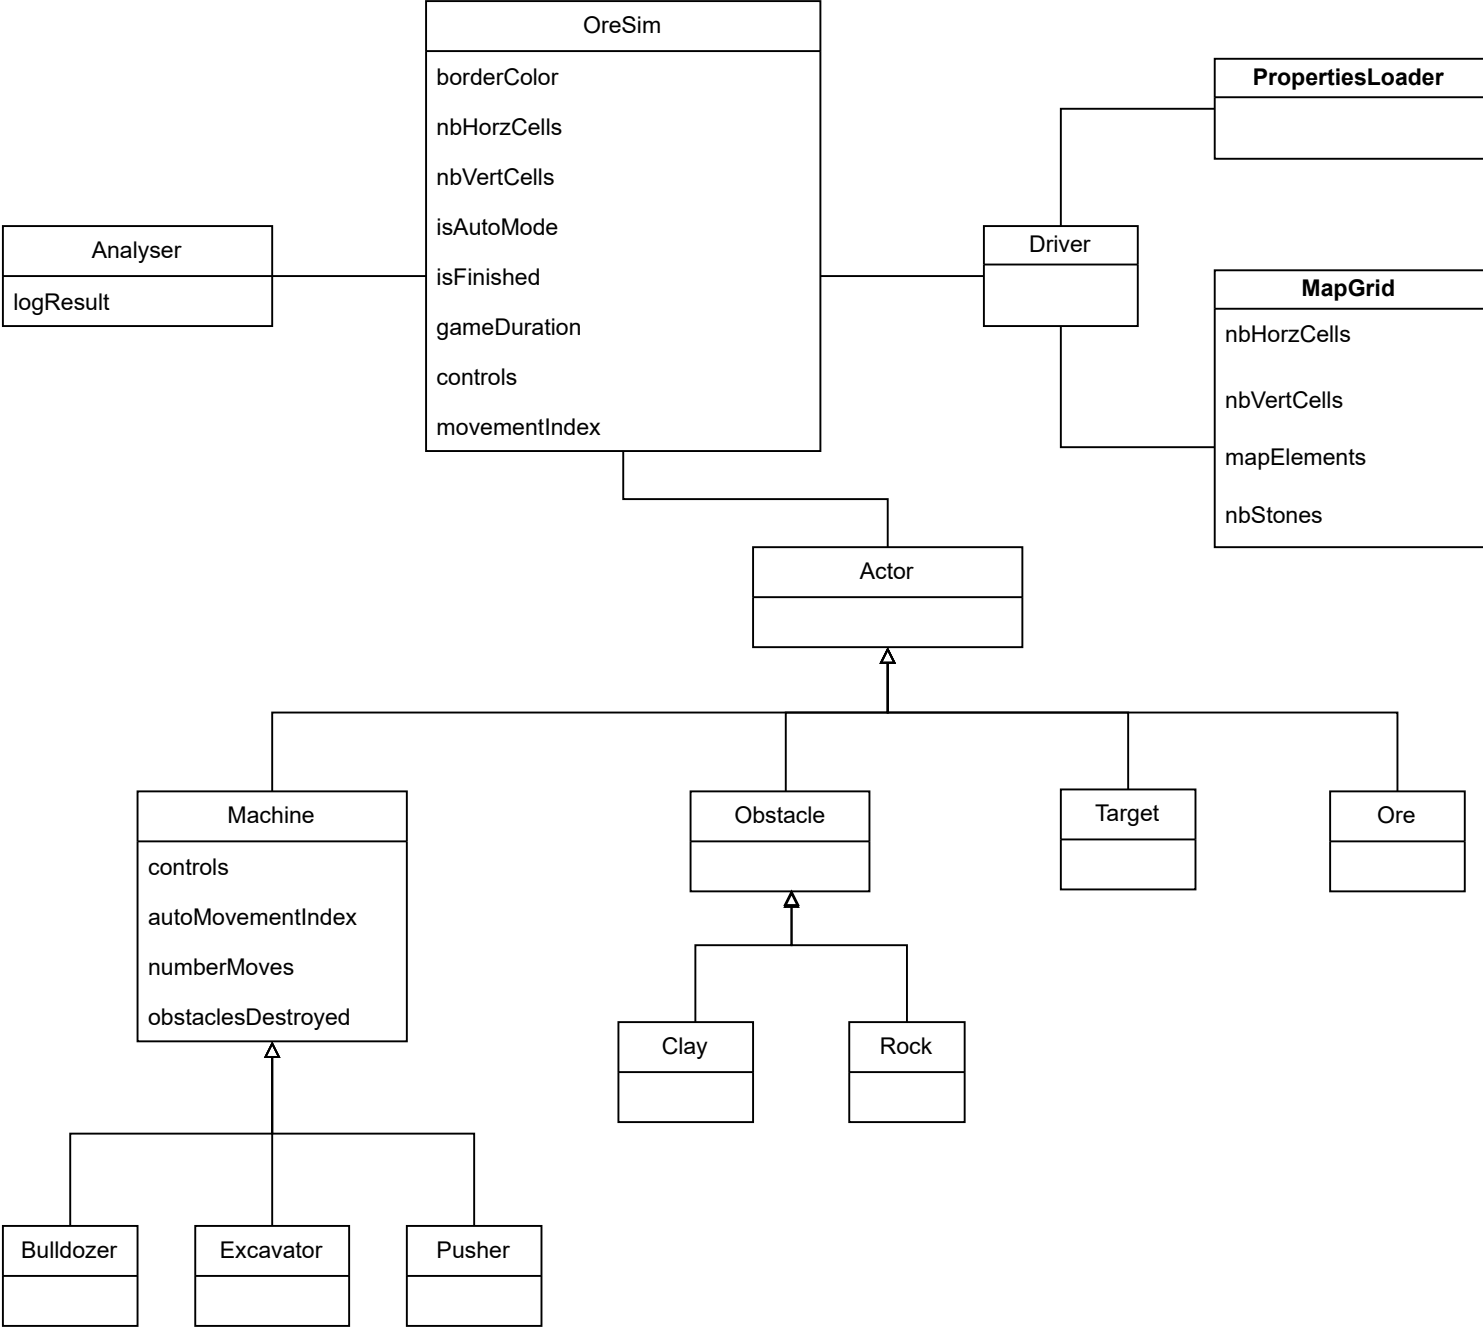 OreSim
borderColor
nbHorzCells
nbVertCells
isAutoMode
isFinished
gameDuration
controls
movementIndex
PropertiesLoader
Analyser
logResult
Driver
MapGrid
nbHorzCells
nbVertCells
mapElements
nbStones
Actor
Machine
controls
autoMovementIndex
numberMoves
obstaclesDestroyed
Obstacle
Target
Ore
Clay
Rock
Bulldozer
Excavator
Pusher